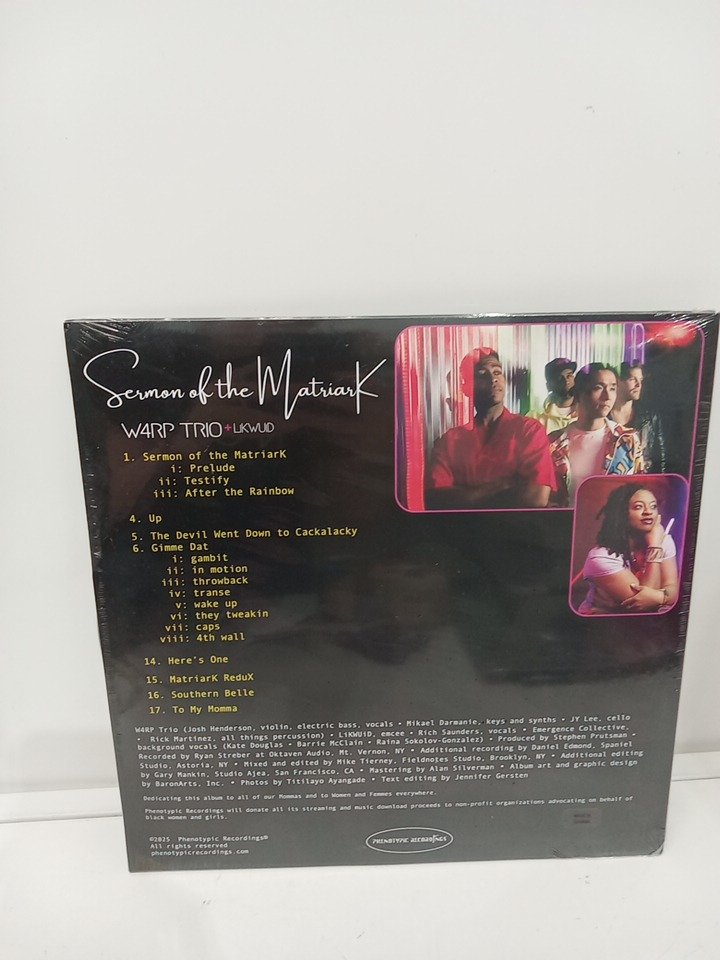 Sermon of the MatriarK
W4RP TRIO + LiKWUiD
1. Sermon of the MatriarK
i: Prelude
ii: Testify
iii: After the Rainbow
4. Up
5. The Devil Went Down to Cackalacky
6. Gimme Dat
i: gambit
ii: in motion
iii: throwback
iv: transe
v: wake up
vi: they tweakin
vii: caps
viii: 4th wall
14. Here's One
15. MatriarK ReduX
16. Southern Belle
17. To My Momma
W4RP Trio (Josh Henderson, violin, electric bass, vocals • Mikael Darmanie, keys and synths • JY Lee, cello
• Rick Martinez, all things percussion) • LiKWUiD, emcee • Rich Saunders, vocals • Emergence Collective,
background vocals (Kate Douglas • Barrie McClain • Raina Sokolov-Gonzalez) • Produced by Stephen Prutsman •
Recorded by Ryan Streber at Oktaven Audio, Mt. Vernon, NY • Additional recording by Daniel Edmond, Spaniel
Studio, Astoria, NY • Mixed and edited by Mike Tierney, Fieldnotes Studio, Brooklyn, NY • Additional editing
by Gary Mankin, Studio Ajea, San Francisco, CA • Mastering by Alan Silverman • Album art and graphic design
by BaronArts, Inc. • Photos by Titilayo Ayangade • Text editing by Jennifer Gersten
Dedicating this album to all of our Mommas and to Women and Femmes everywhere.
Phenotypic Recordings will donate all its streaming and music download proceeds to non-profit organizations advocating on behalf of
black women and girls.
©2025 Phenotypic Recordings®
All rights reserved
phenotypicrecordings.com
PHENOTYPIC RECORDINGS